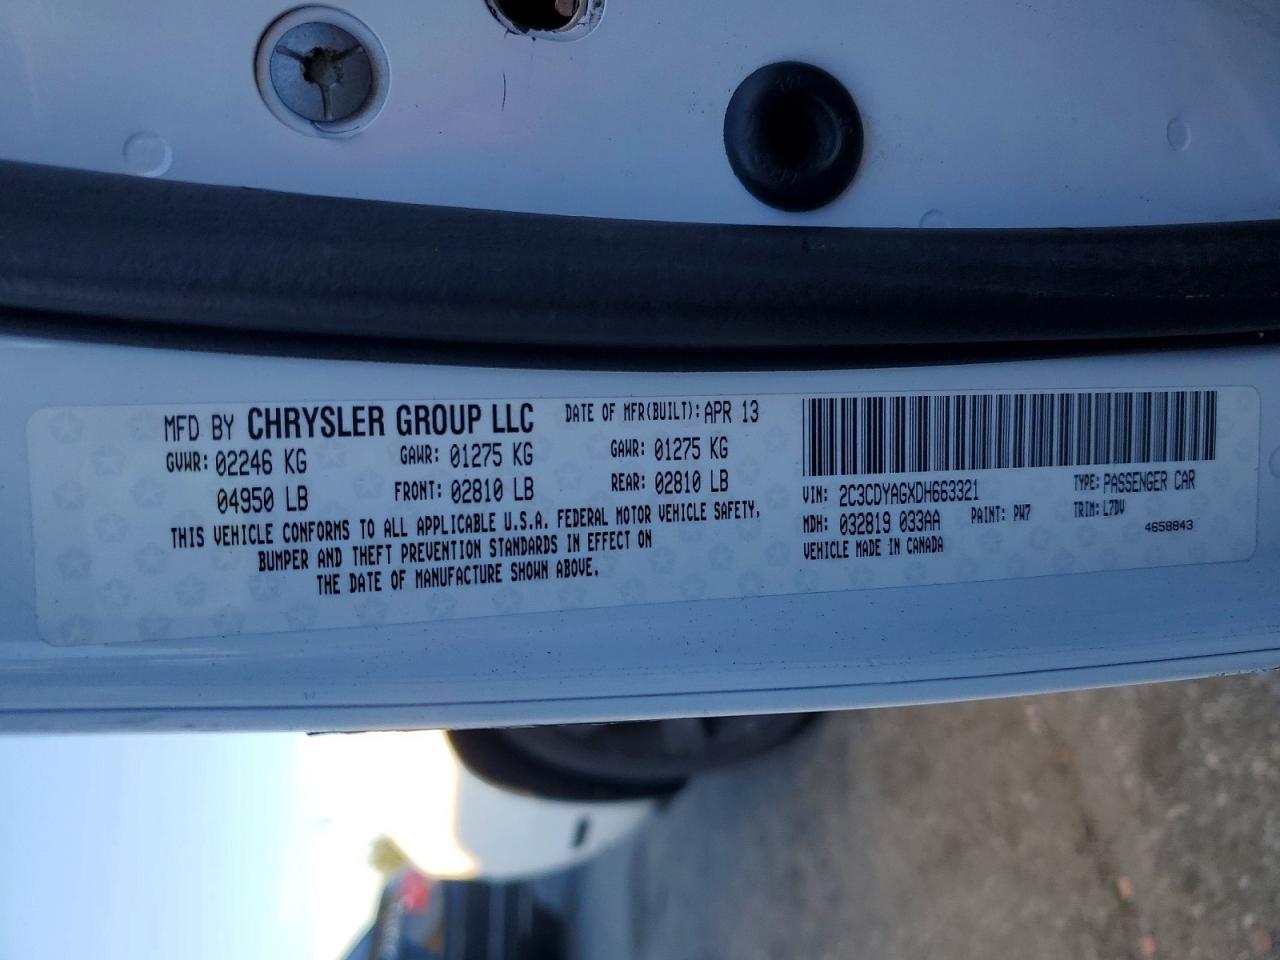 MFD BY CHRYSLER GROUP LLC DATE OF MFR(BUILT): APR 13
GVWR: 02246 KG GAWR: 01275 KG GAWR: 01275 KG
04950 LB FRONT: 02810 LB REAR: 02810 LB
THIS VEHICLE CONFORMS TO ALL APPLICABLE U.S.A. FEDERAL MOTOR VEHICLE SAFETY,
BUMPER AND THEFT PREVENTION STANDARDS IN EFFECT ON
THE DATE OF MANUFACTURE SHOWN ABOVE.
VIN: 2C3CDYAGXDH663321 TYPE: PASSENGER CAR
MDH: 032819 033AA PAINT: PW7 TRIM: L7DV
VEHICLE MADE IN CANADA 4658843